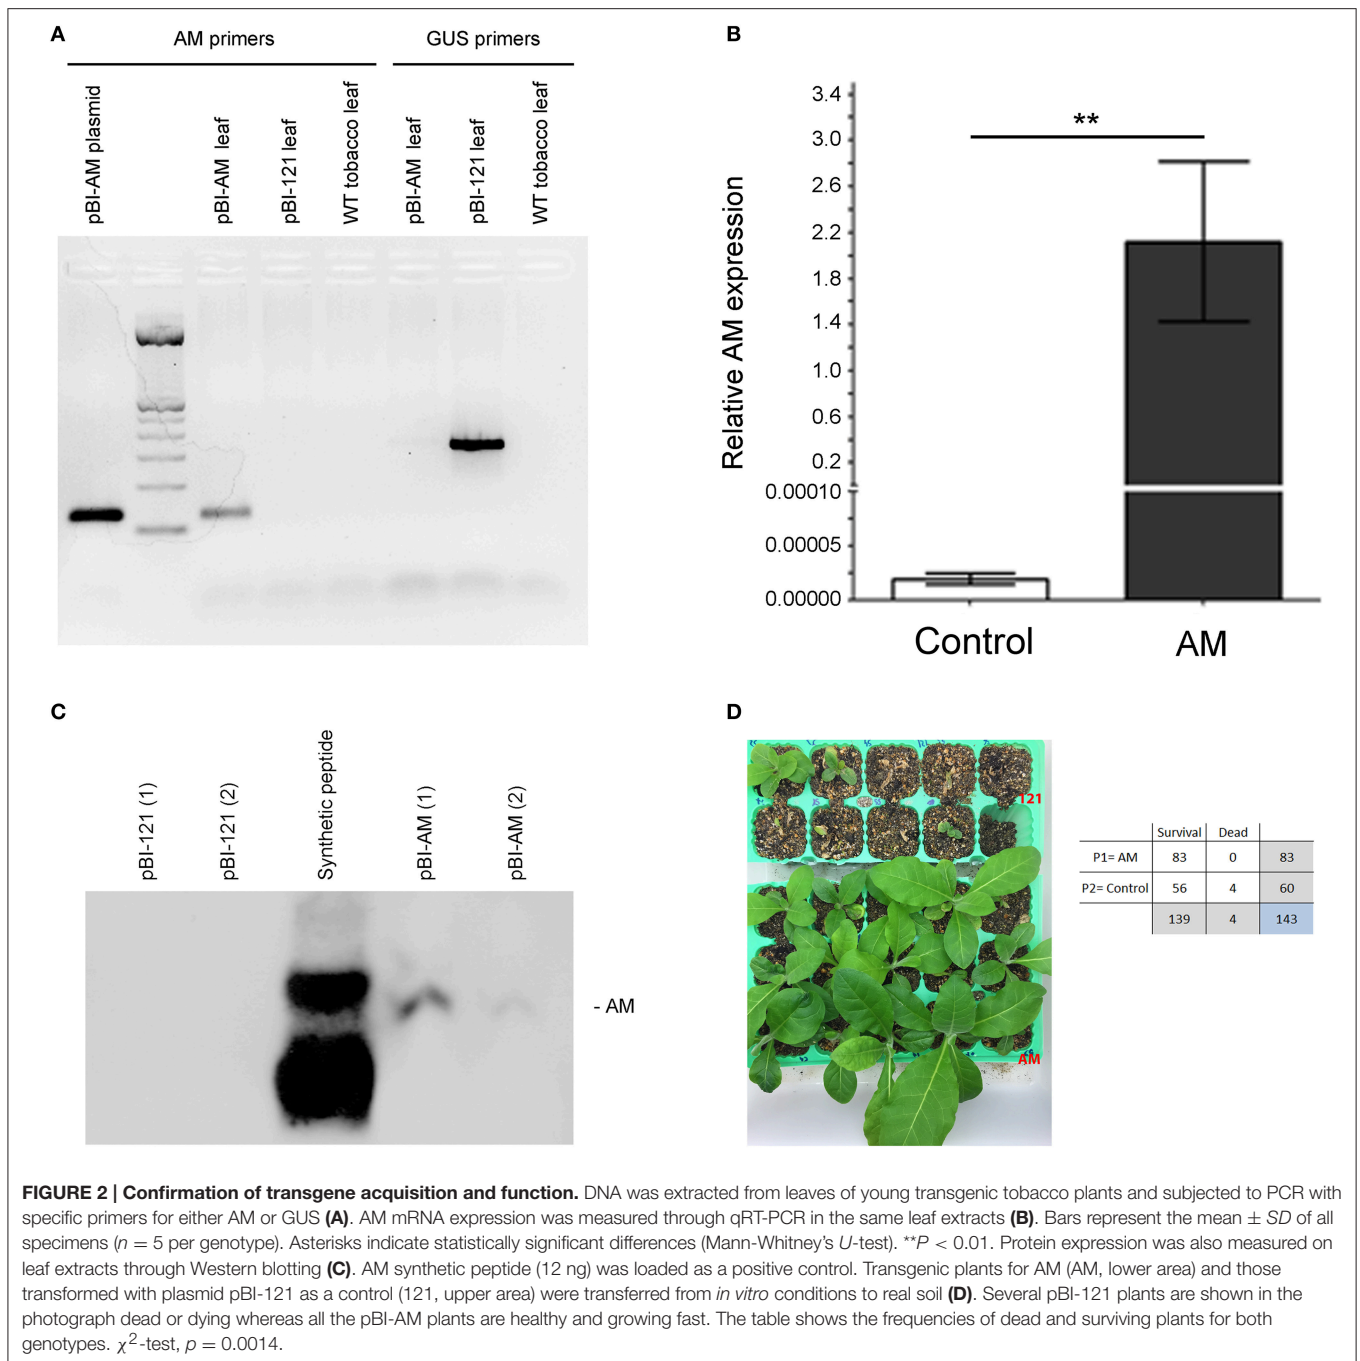 A
AM primers
GUS primers
pBI-AM plasmid
pBI-AM leaf
pBI-121 leaf
WT tobacco leaf
pBI-AM leaf
pBI-121 leaf
WT tobacco leaf
B
Relative AM expression
3.4
3.0
2.6
2.2
1.8
1.4
1.0
0.6
0.2
0.00010
0.00005
0.00000
**
Control
AM
C
pBI-121 (1)
pBI-121 (2)
Synthetic peptide
pBI-AM (1)
pBI-AM (2)
- AM
D
121
AM
Survival Dead
P1= AM 83 0 83
P2= Control 56 4 60
139 4 143
FIGURE 2 | Confirmation of transgene acquisition and function. DNA was extracted from leaves of young transgenic tobacco plants and subjected to PCR with
specific primers for either AM or GUS (A). AM mRNA expression was measured through qRT-PCR in the same leaf extracts (B). Bars represent the mean ± SD of all
specimens (n = 5 per genotype). Asterisks indicate statistically significant differences (Mann-Whitney's U-test). **P < 0.01. Protein expression was also measured on
leaf extracts through Western blotting (C). AM synthetic peptide (12 ng) was loaded as a positive control. Transgenic plants for AM (AM, lower area) and those
transformed with plasmid pBI-121 as a control (121, upper area) were transferred from in vitro conditions to real soil (D). Several pBI-121 plants are shown in the
photograph dead or dying whereas all the pBI-AM plants are healthy and growing fast. The table shows the frequencies of dead and surviving plants for both
genotypes. χ²-test, p = 0.0014.